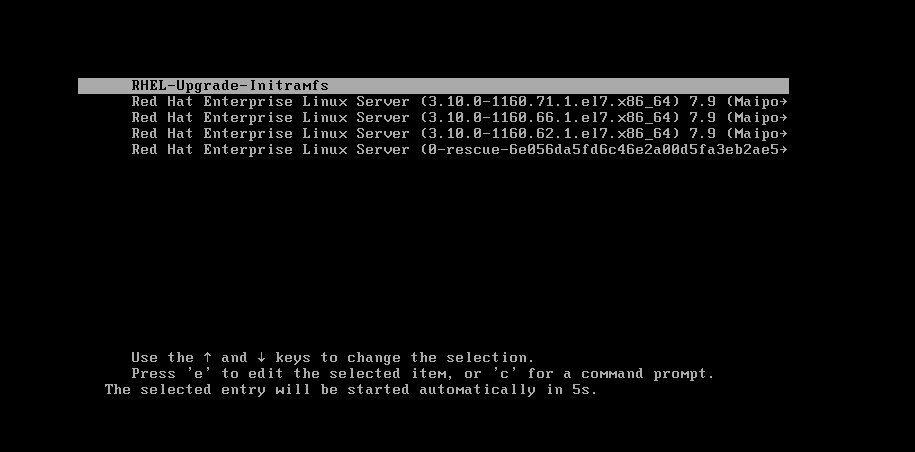 RHEL-Upgrade-Initramfs
Red Hat Enterprise Linux Server (3.10.0-1160.71.1.el7.x86_64) 7.9 (Maipo→
Red Hat Enterprise Linux Server (3.10.0-1160.66.1.el7.x86_64) 7.9 (Maipo→
Red Hat Enterprise Linux Server (3.10.0-1160.62.1.el7.x86_64) 7.9 (Maipo→
Red Hat Enterprise Linux Server (0-rescue-6e056da5fd6c46e2a00d5fa3eb2ae5→
Use the ↑ and ↓ keys to change the selection.
Press 'e' to edit the selected item, or 'c' for a command prompt.
The selected entry will be started automatically in 5s.